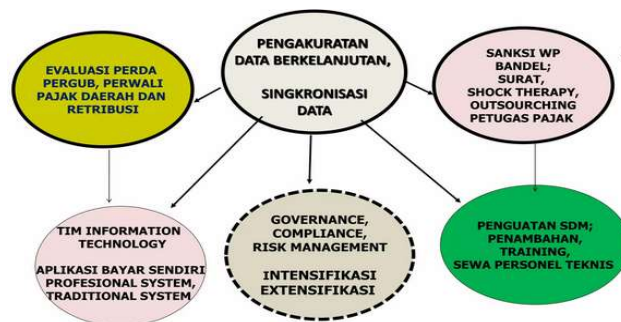 EVALUASI PERDA
PERGUB, PERWALI
PAJAK DAERAH DAN
RETRIBUSI
PENGAKURATAN
DATA BERKELANJUTAN,
SINGKRONISASI
DATA
SANKSI WP
BANDEL;
SURAT,
SHOCK THERAPY,
OUTSOURCHING
PETUGAS PAJAK
TIM INFORMATION
TECHNOLOGY
APLIKASI BAYAR SENDIRI
PROFESIONAL SYSTEM,
TRADITIONAL SYSTEM
GOVERNANCE,
COMPLIANCE,
RISK MANAGEMENT
INTENSIFIKASI
EXTENSIFIKASI
PENGUATAN SDM;
PENAMBAHAN,
TRAINING,
SEWA PERSONEL TEKNIS